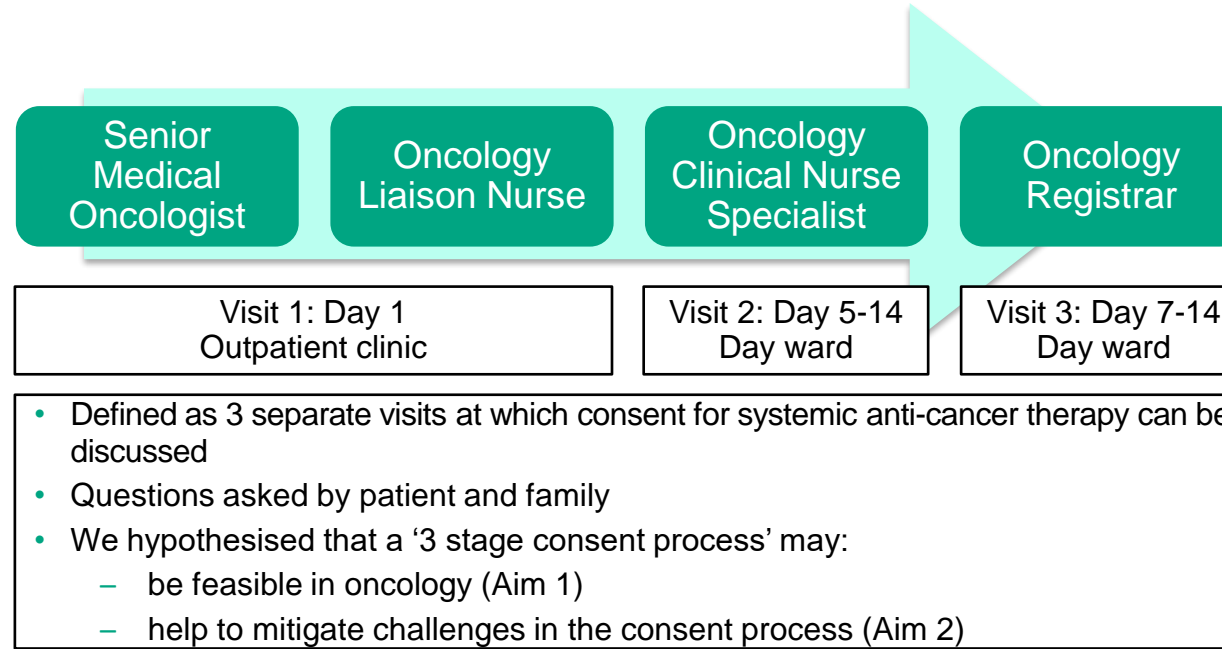 Senior
Medical
Oncologist
Oncology
Liaison Nurse
Oncology
Clinical Nurse
Specialist
Oncology
Registrar
Visit 1: Day 1
Outpatient clinic
Visit 2: Day 5-14
Day ward
Visit 3: Day 7-14
Day ward
• Defined as 3 separate visits at which consent for systemic anti-cancer therapy can be
discussed
• Questions asked by patient and family
• We hypothesised that a ‘3 stage consent process’ may:
– be feasible in oncology (Aim 1)
– help to mitigate challenges in the consent process (Aim 2)